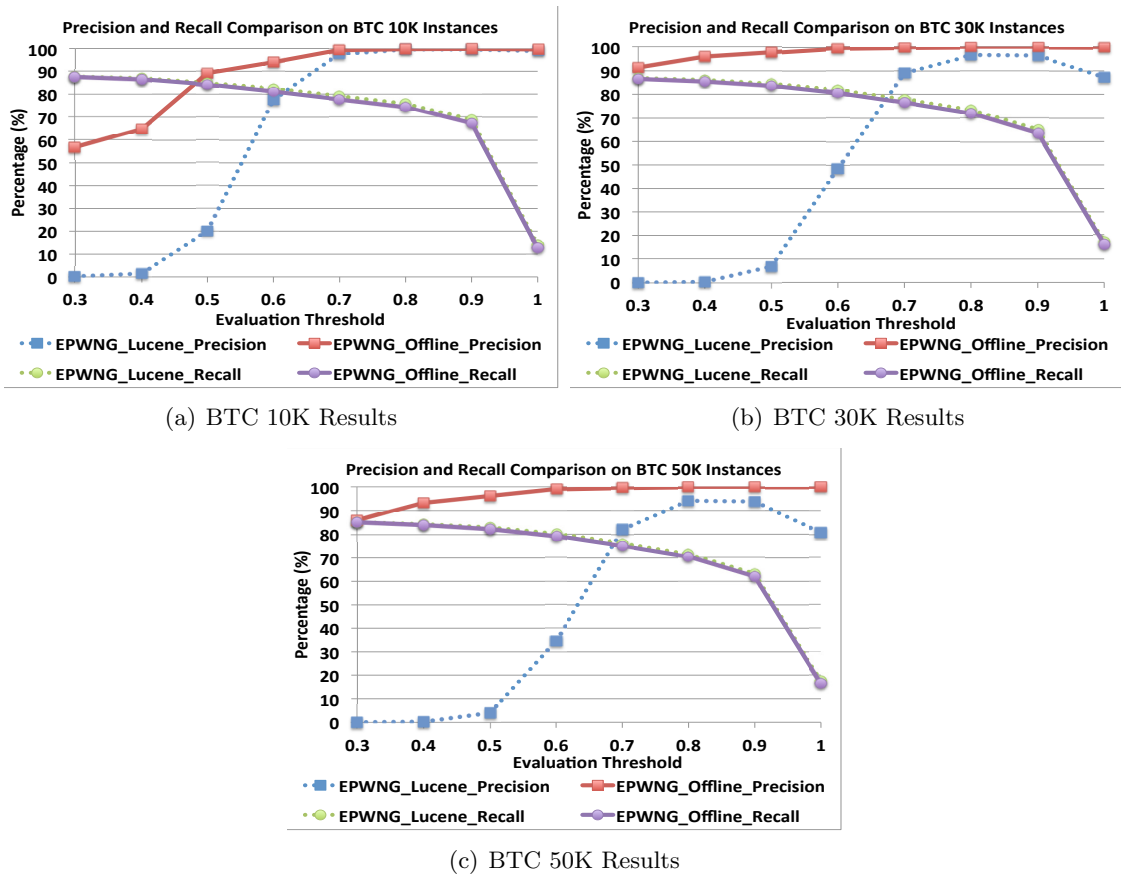 Precision and Recall Comparison on BTC 10K Instances
Percentage (%)
100
90
80
70
60
50
40
30
20
10
0
0.3 0.4 0.5 0.6 0.7 0.8 0.9 1
Evaluation Threshold
EPWNG_Lucene_Precision EPWNG_Offline_Precision
EPWNG_Lucene_Recall EPWNG_Offline_Recall
(a) BTC 10K Results
Precision and Recall Comparison on BTC 30K Instances
Percentage (%)
100
90
80
70
60
50
40
30
20
10
0
0.3 0.4 0.5 0.6 0.7 0.8 0.9 1
Evaluation Threshold
EPWNG_Lucene_Precision EPWNG_Offline_Precision
EPWNG_Lucene_Recall EPWNG_Offline_Recall
(b) BTC 30K Results
Precision and Recall Comparison on BTC 50K Instances
Percentage (%)
100
90
80
70
60
50
40
30
20
10
0
0.3 0.4 0.5 0.6 0.7 0.8 0.9 1
Evaluation Threshold
EPWNG_Lucene_Precision EPWNG_Offline_Precision
EPWNG_Lucene_Recall EPWNG_Offline_Recall
(c) BTC 50K Results